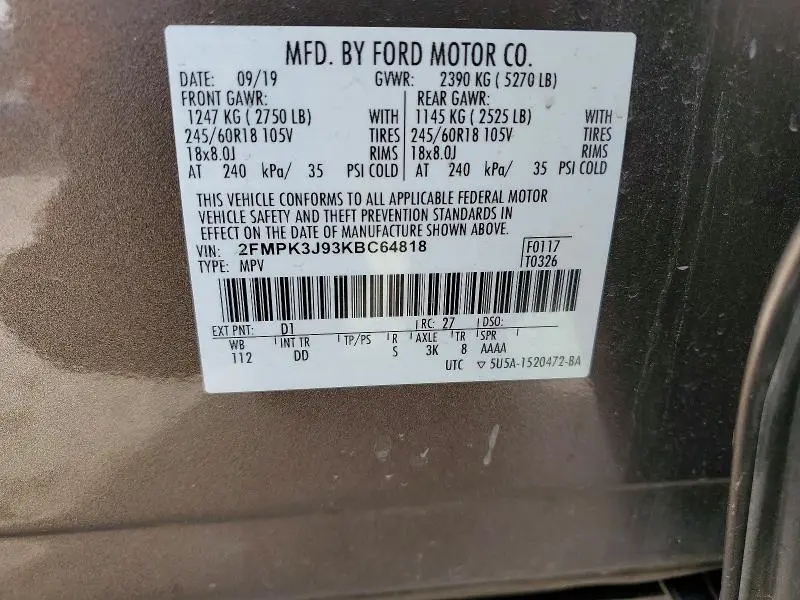 MFD. BY FORD MOTOR CO.
DATE: 09/19 GVWR: 2390 KG ( 5270 LB)
FRONT GAWR: REAR GAWR:
1247 KG ( 2750 LB) WITH 1145 KG ( 2525 LB) WITH
245/60R18 105V TIRES 245/60R18 105V TIRES
18x8.0J RIMS 18x8.0J RIMS
AT 240 kPa/ 35 PSI COLD AT 240 kPa/ 35 PSI COLD
THIS VEHICLE CONFORMS TO ALL APPLICABLE FEDERAL MOTOR
VEHICLE SAFETY AND THEFT PREVENTION STANDARDS IN
EFFECT ON THE DATE OF MANUFACTURE SHOWN ABOVE.
VIN: 2FMPK3J93KBC64818 F0117
TYPE: MPV T0326
EXT PNT: D1 RC: 27 DSO:
WB INT TR TP/PS R AXLE TR SPR
112 DD S 3K 8 AAAA
UTC ▽ 5U5A-1520472-BA